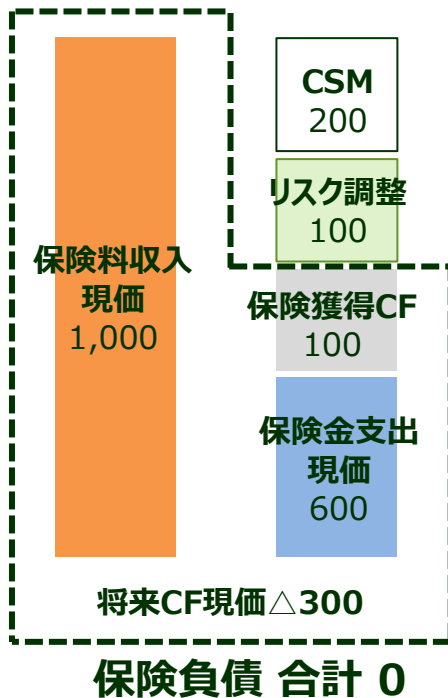 保険料収入
現価
1,000
CSM
200
リスク調整
100
保険獲得CF
100
保険金支出
現価
600
将来CF現価△300
保険負債 合計 0